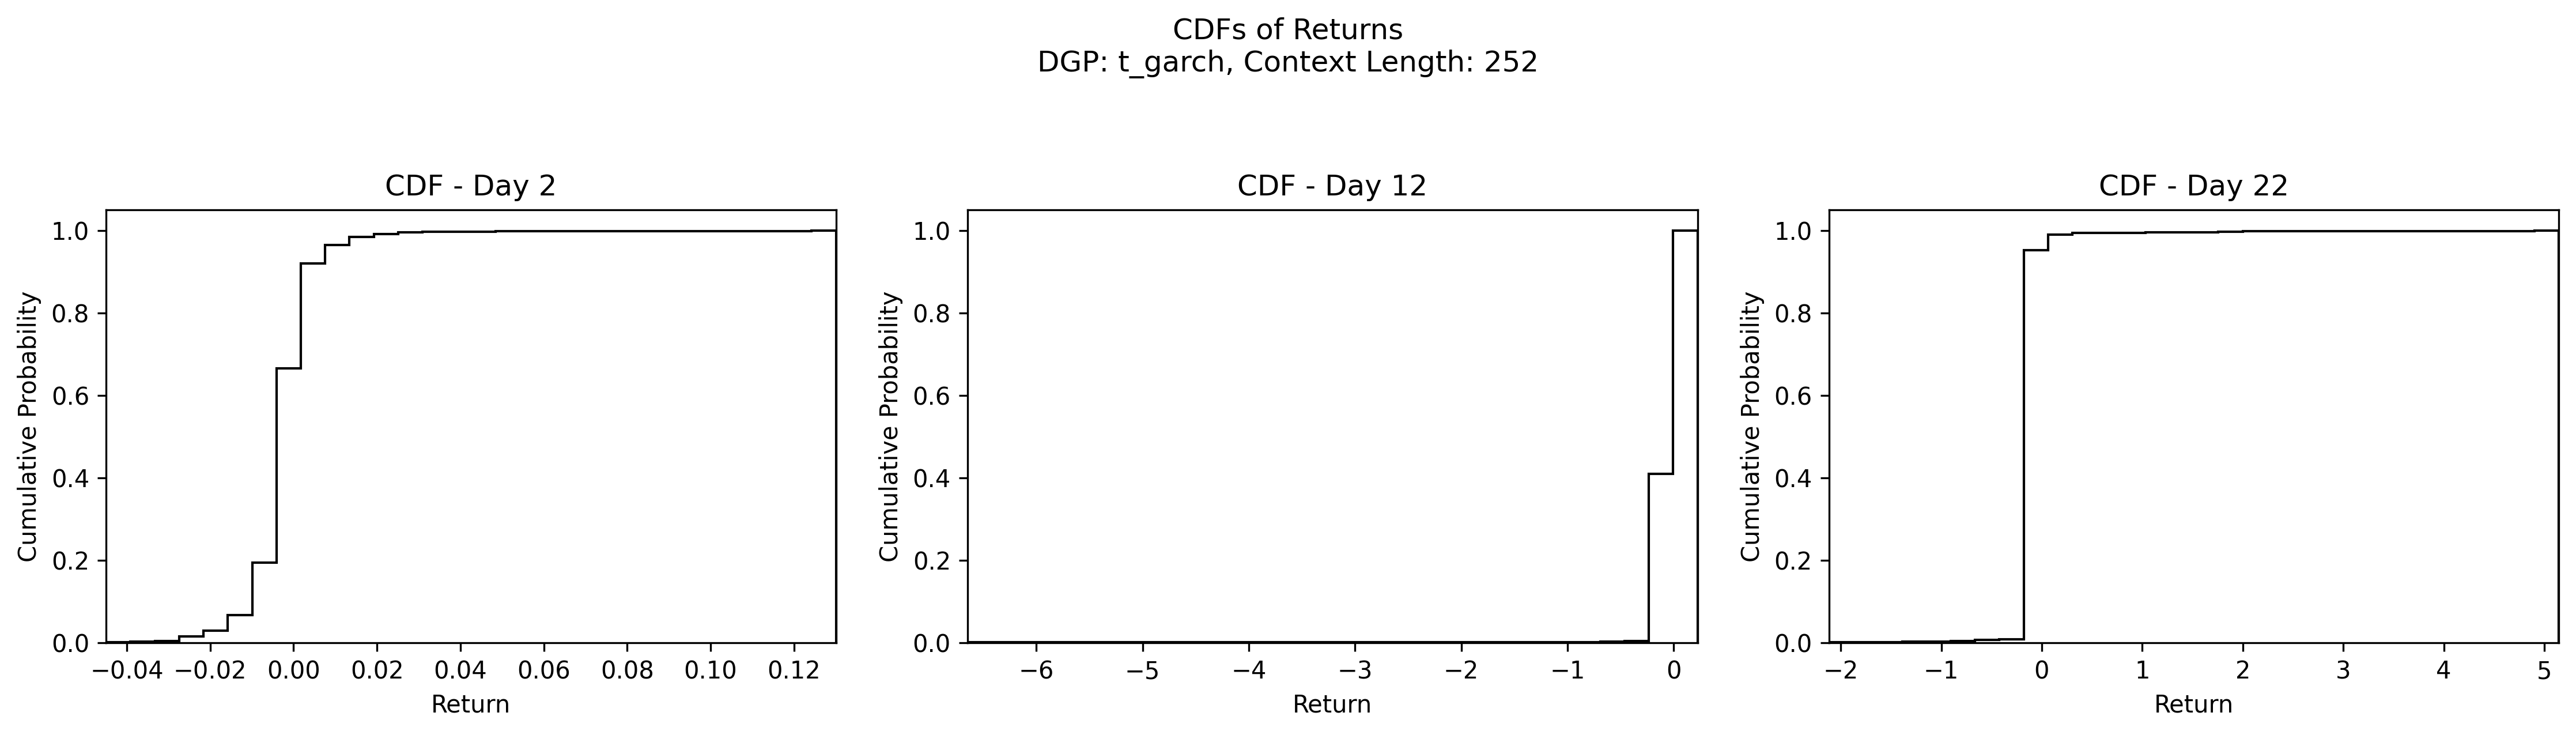 CDFs of Returns
DGP: t_garch, Context Length: 252
CDF - Day 2
1.0
0.8
0.6
0.4
0.2
0.0
Cumulative Probability
−0.04 −0.02 0.00 0.02 0.04 0.06 0.08 0.10 0.12
Return
CDF - Day 12
1.0
0.8
0.6
0.4
0.2
0.0
Cumulative Probability
−6 −5 −4 −3 −2 −1 0
Return
CDF - Day 22
1.0
0.8
0.6
0.4
0.2
0.0
Cumulative Probability
−2 −1 0 1 2 3 4 5
Return